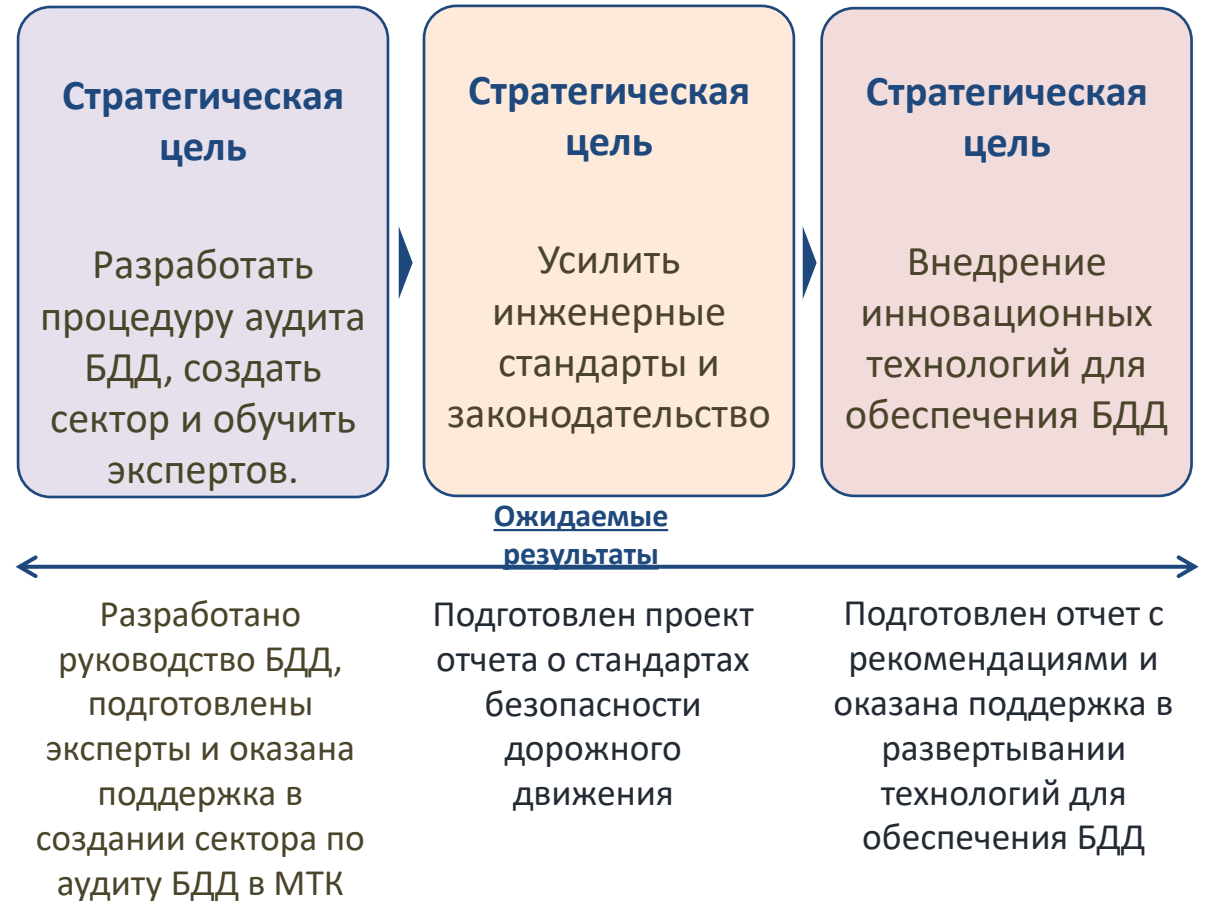 Стратегическая
цель
Разработать
процедуру аудита
БДД, создать
сектор и обучить
экспертов.
Стратегическая
цель
Усилить
инженерные
стандарты и
законодательство
Стратегическая
цель
Внедрение
инновационных
технологий для
обеспечения БДД
Ожидаемые
результаты
Разработано
руководство БДД,
подготовлены
эксперты и оказана
поддержка в
создании сектора по
аудиту БДД в МТК
Подготовлен проект
отчета о стандартах
безопасности
дорожного
движения
Подготовлен отчет с
рекомендациями и
оказана поддержка в
развертывании
технологий для
обеспечения БДД